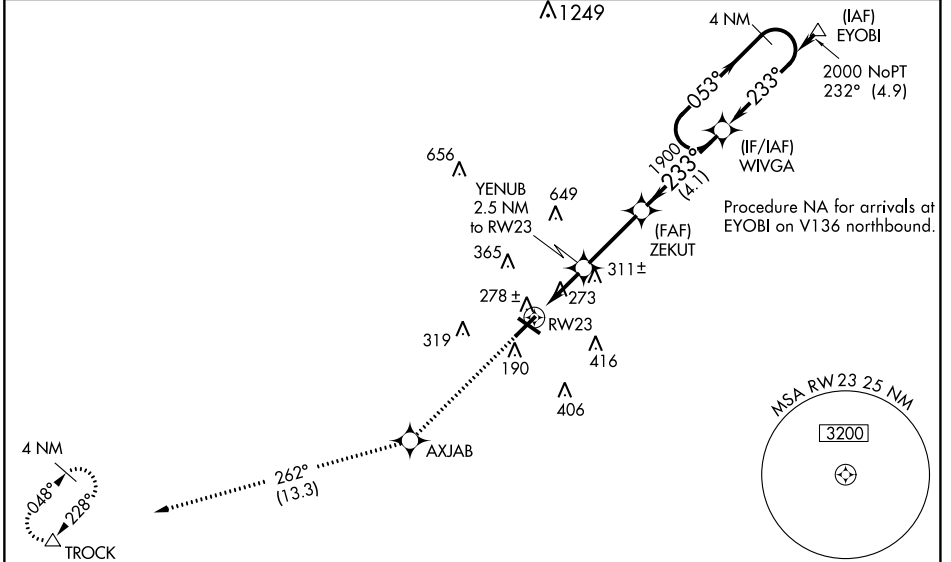 1249
4 NM
(IAF)
EYOBI
2000 NoPT
232° (4.9)
053°
233°
(IF/IAF)
WIVGA
1900
233°
(4.1)
656
YENUB
2.5 NM
to RW23
649
Procedure NA for arrivals at
EYOBI on V136 northbound.
(FAF)
ZEKUT
365
311±
273
278±
RW23
319
190
416
406
MSA RW23 25 NM
3200
AXJAB
262°
(13.3)
4 NM
048°
228°
TROCK